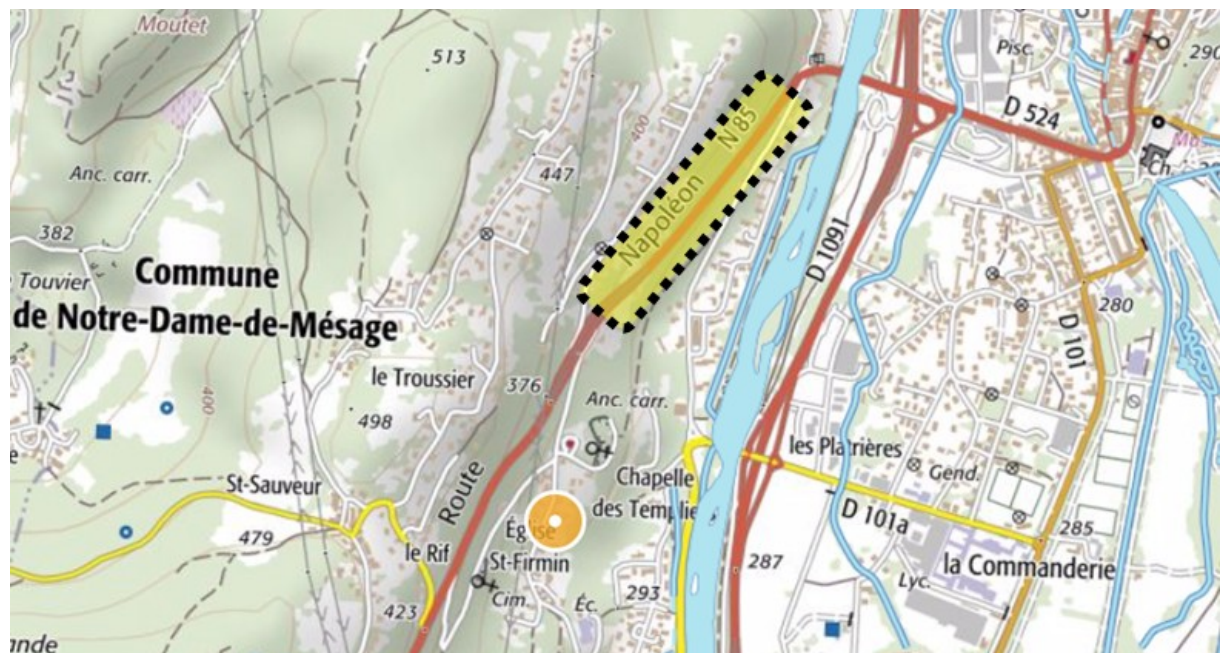 Moutet
513
Pisc.
290
D 524
N 85
400
Anc. carr.
447
Ch.
Napoléon
382
Touvier
Commune
de Notre-Dame-de-Mésage
D 1091
280
D 101
le Troussier
376
Anc. carr.
400
498
les Platrières
St-Sauveur
Route
Chapelle
des Templie
Gend.
D 101a
285
479
le Rif
Église
St-Firmin
287
la Commanderie
Cim.
293
Lyc.
423
Éc.
ande